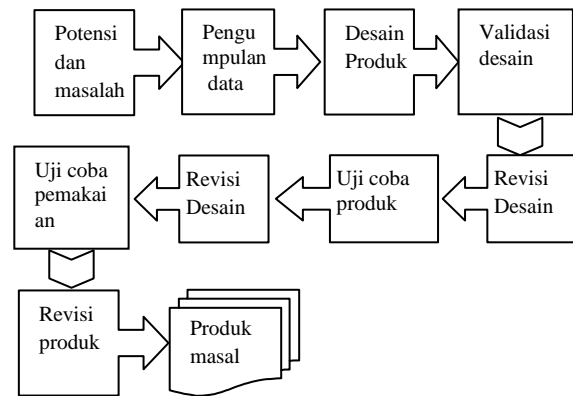 Potensi
dan
masalah
Pengu
mpulan
data
Desain
Produk
Validasi
desain
Uji coba
pemakai
an
Revisi
Desain
Uji coba
produk
Revisi
Desain
Revisi
produk
Produk
masal